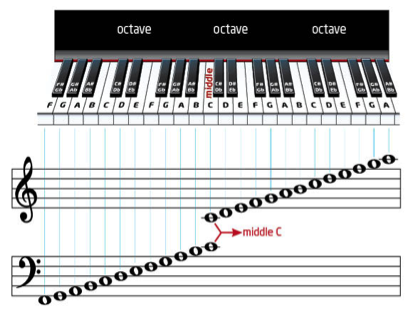 octave octave octave
middle
F# G# A# C# D# F# G# A# C# D# F# G# A# C# D# F# G# A#
Gb Ab Bb Db Eb Gb Ab Bb Db Eb Gb Ab Bb Db Eb Gb Ab Bb
F G A B C D E F G A B C D E F G A B C D E F G A
middle C